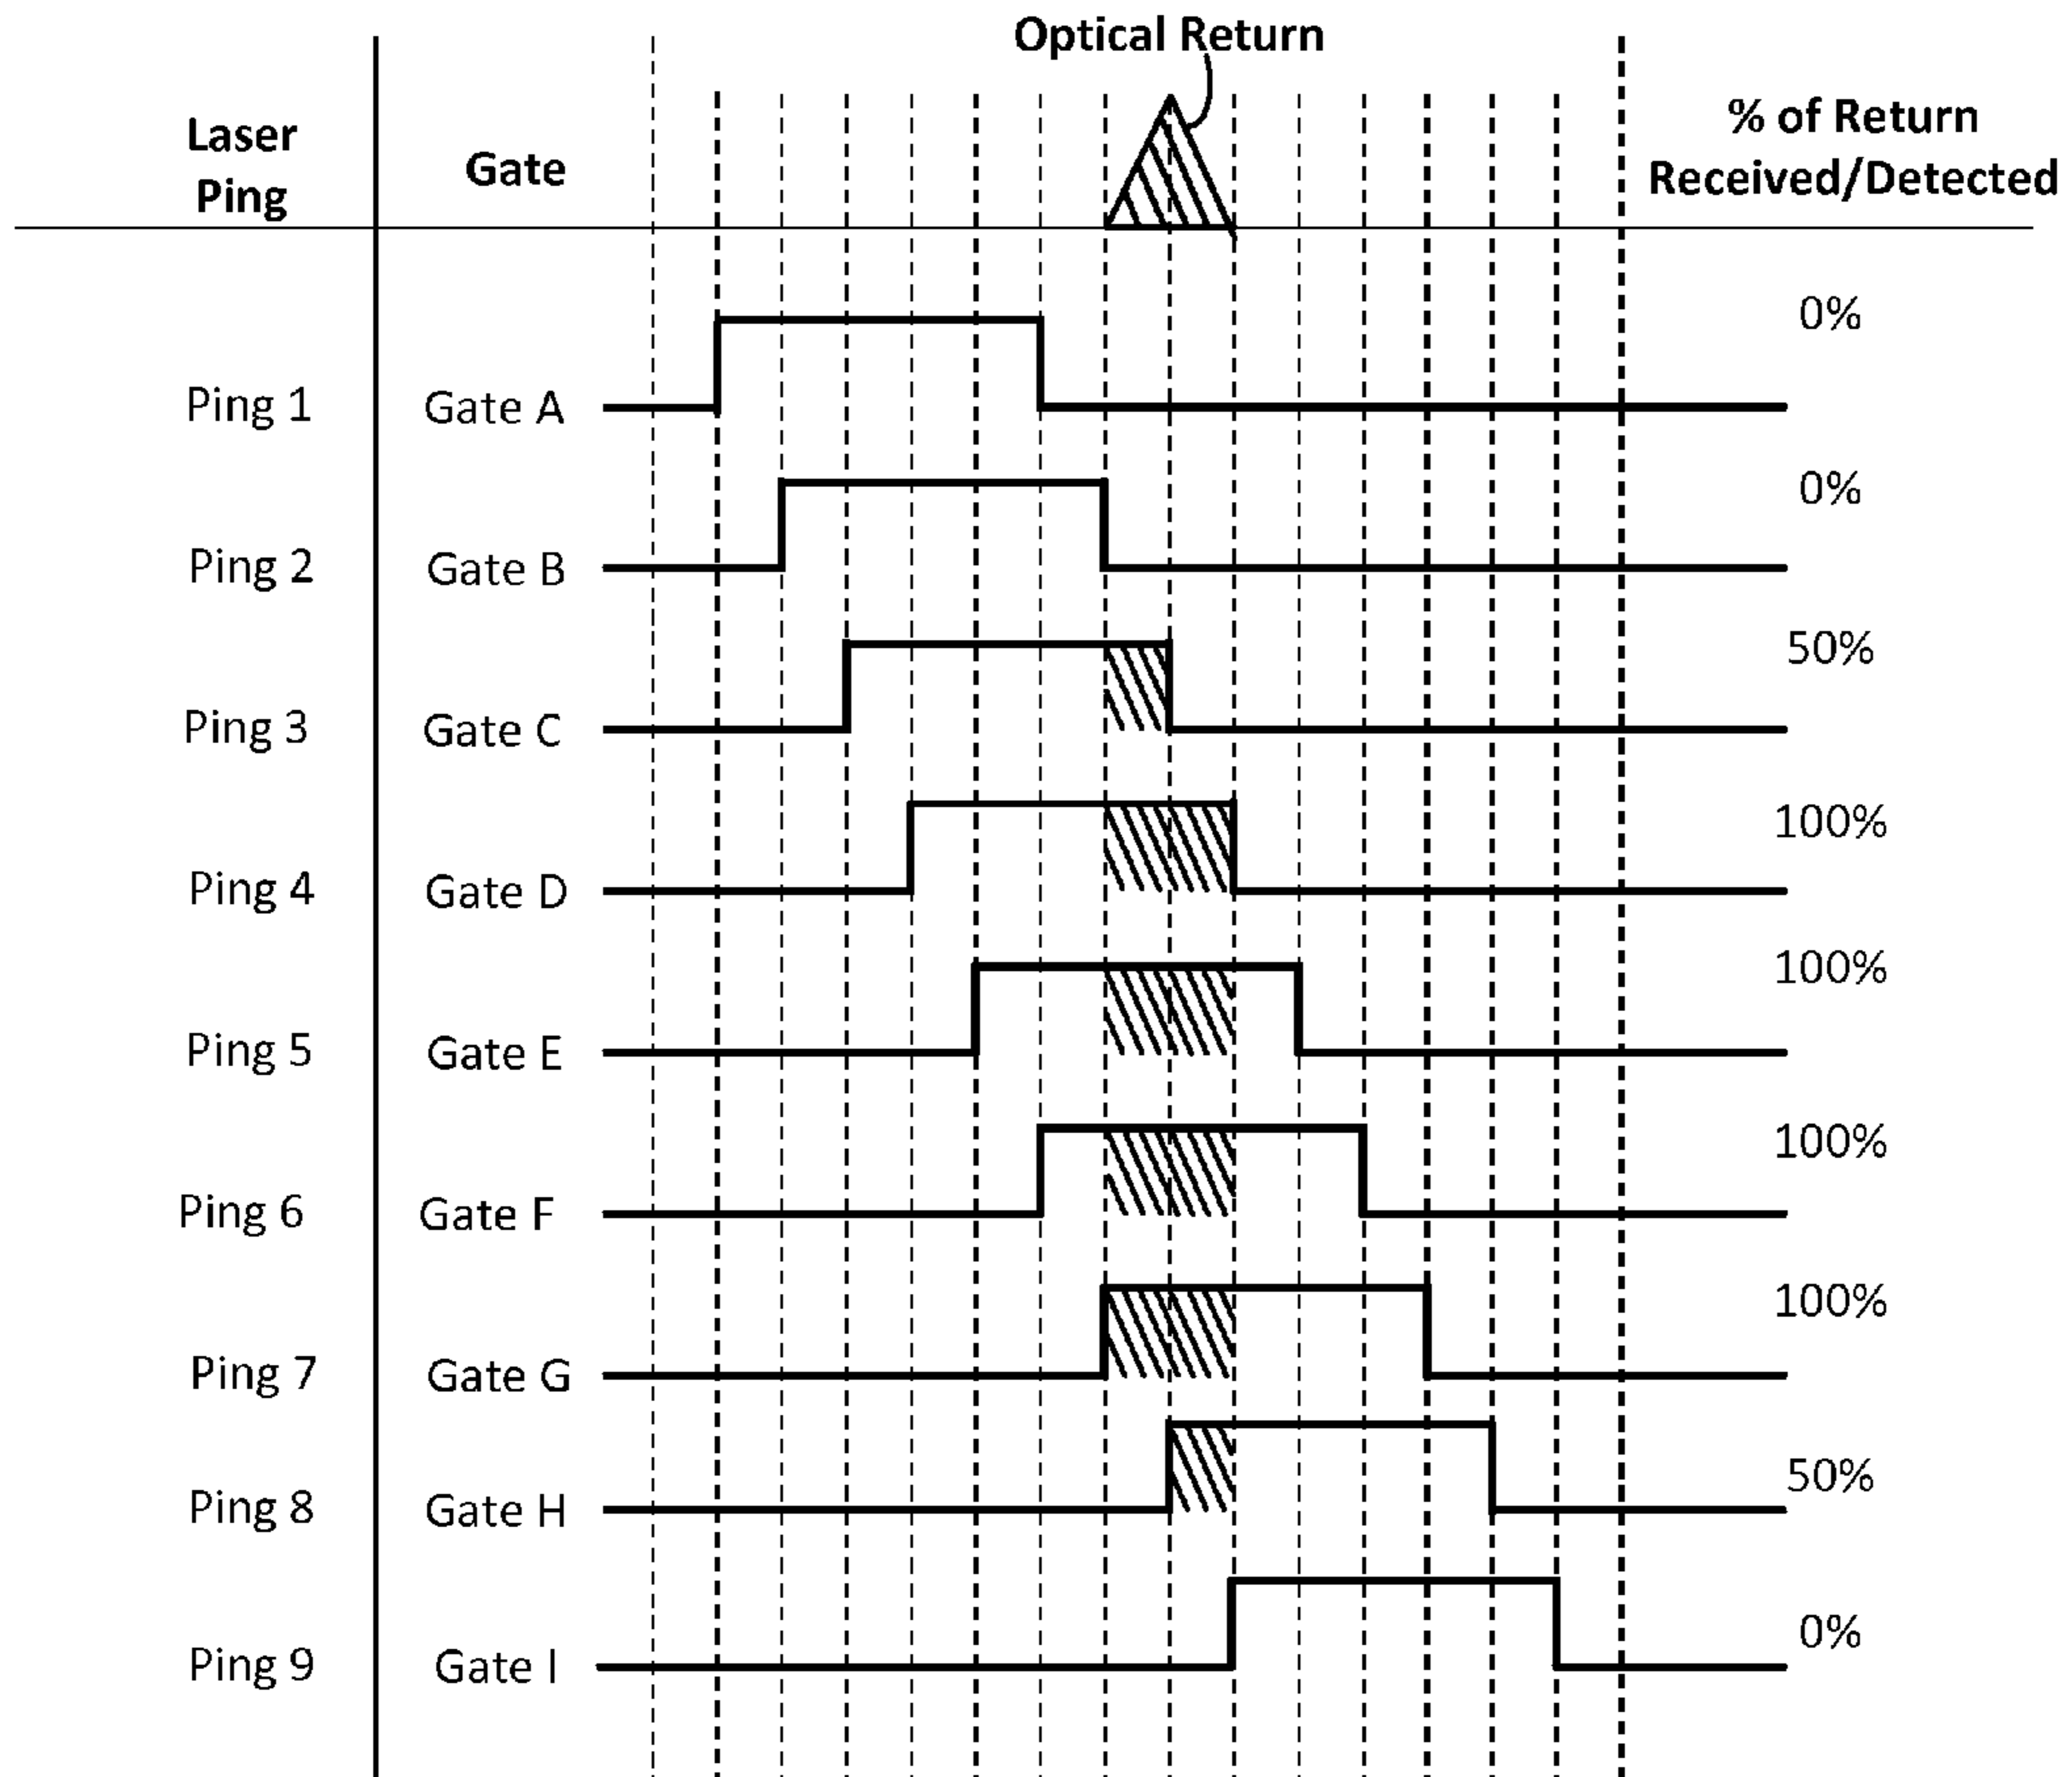 Optical Return
Laser
Ping
Gate
% of Return
Received/Detected
Ping 1
Gate A
0%
Ping 2
Gate B
0%
Ping 3
Gate C
50%
Ping 4
Gate D
100%
Ping 5
Gate E
100%
Ping 6
Gate F
100%
Ping 7
Gate G
100%
Ping 8
Gate H
50%
Ping 9
Gate I
0%